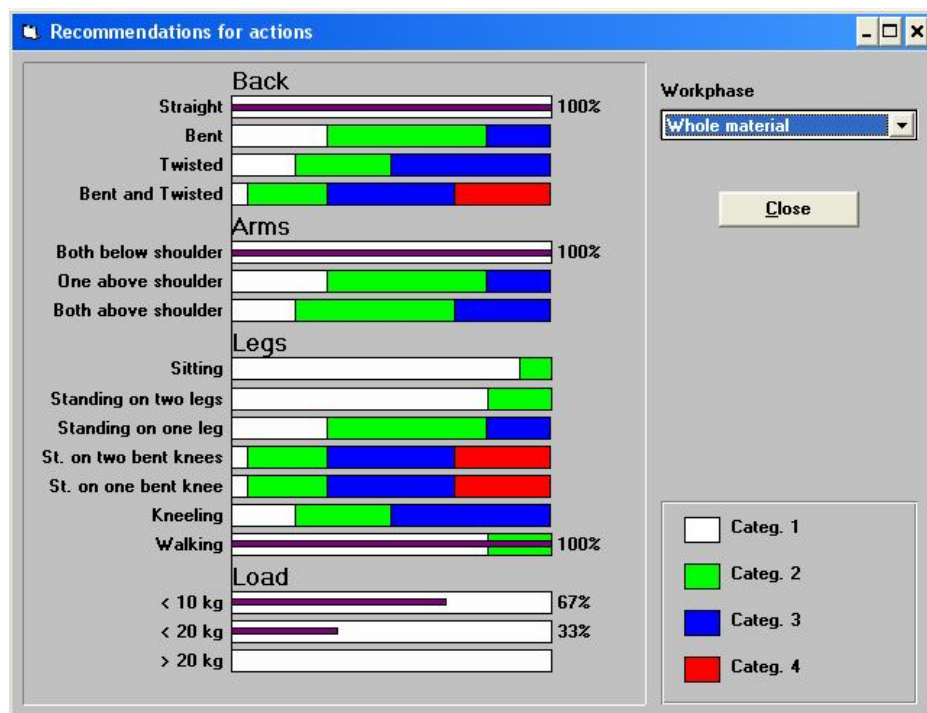 Recommendations for actions
Back
Straight 100%
Bent
Twisted
Bent and Twisted
Arms
Both below shoulder 100%
One above shoulder
Both above shoulder
Legs
Sitting
Standing on two legs
Standing on one leg
St. on two bent knees
St. on one bent knee
Kneeling
Walking 100%
Load
< 10 kg 67%
< 20 kg 33%
> 20 kg
Workphase
Whole material
Close
Categ. 1
Categ. 2
Categ. 3
Categ. 4